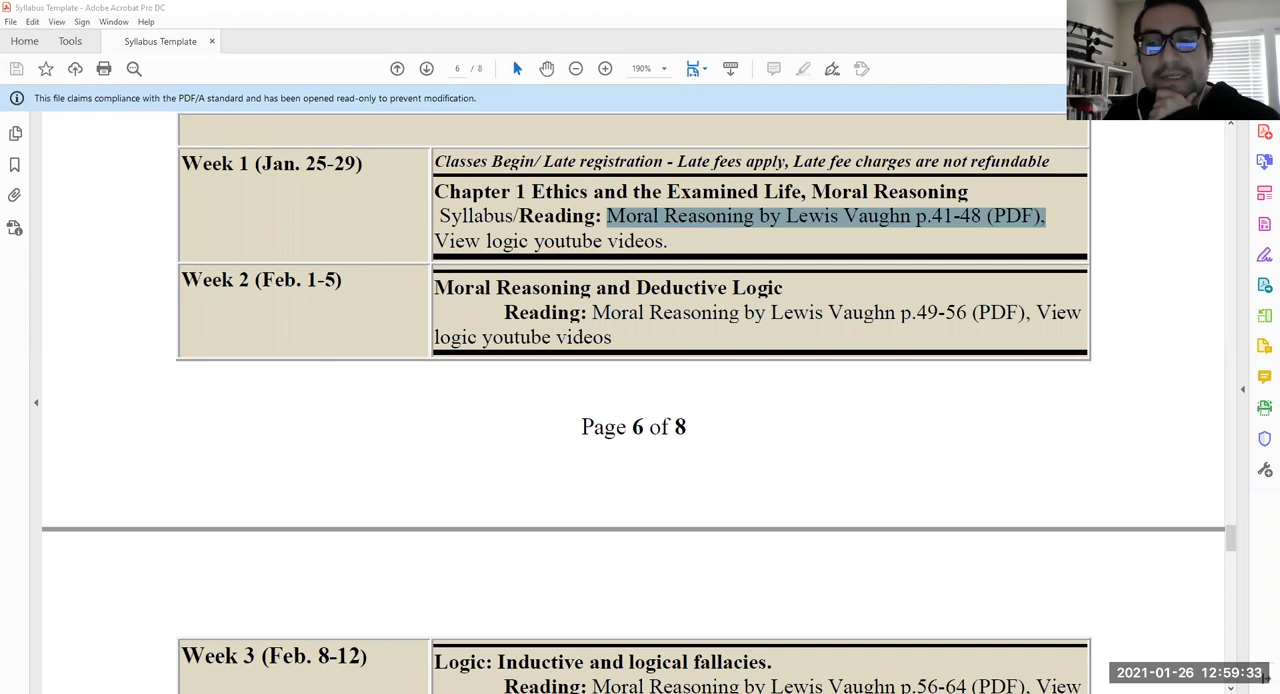 Syllabus Template - Adobe Acrobat Pro DC
File Edit View Sign Window Help
Home Tools Syllabus Template ×
6 / 8 190%
This file claims compliance with the PDF/A standard and has been opened read-only to prevent modification.
Week 1 (Jan. 25-29)
Classes Begin/ Late registration - Late fees apply, Late fee charges are not refundable
Chapter 1 Ethics and the Examined Life, Moral Reasoning
Syllabus/Reading: Moral Reasoning by Lewis Vaughn p.41-48 (PDF),
View logic youtube videos.
Week 2 (Feb. 1-5)
Moral Reasoning and Deductive Logic
Reading: Moral Reasoning by Lewis Vaughn p.49-56 (PDF), View
logic youtube videos
Page 6 of 8
Week 3 (Feb. 8-12)
Logic: Inductive and logical fallacies.
Reading: Moral Reasoning by Lewis Vaughn p.56-64 (PDF), View
2021-01-26 12:59:33